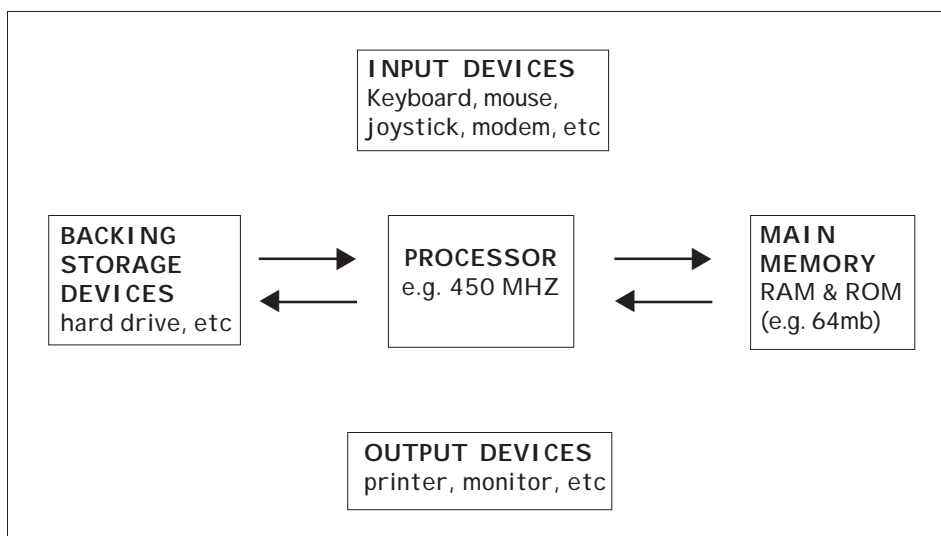 INPUT DEVICES
Keyboard, mouse,
joystick, modem, etc
BACKING
STORAGE
DEVICES
hard drive, etc
PROCESSOR
e.g. 450 MHZ
MAIN
MEMORY
RAM & ROM
(e.g. 64mb)
OUTPUT DEVICES
printer, monitor, etc